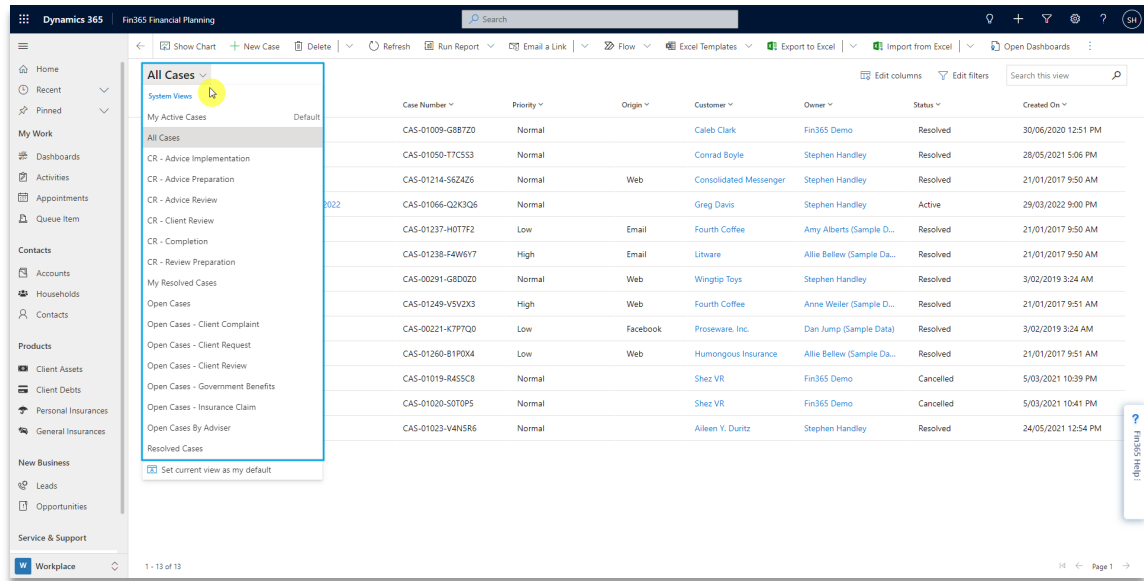 Dynamics 365 Fin365 Financial Planning Search ? SH
Show Chart New Case Delete Refresh Run Report Email a Link Flow Excel Templates Export to Excel Import from Excel Open Dashboards
Home
Recent
Pinned
My Work
Dashboards
Activities
Appointments
Queue Item
Contacts
Accounts
Households
Contacts
Products
Client Assets
Client Debts
Personal Insurances
General Insurances
New Business
Leads
Opportunities
Service & Support
W Workplace
All Cases
System Views
My Active Cases Default
All Cases
CR - Advice Implementation
CR - Advice Preparation
CR - Advice Review
CR - Client Review
CR - Completion
CR - Review Preparation
My Resolved Cases
Open Cases
Open Cases - Client Complaint
Open Cases - Client Request
Open Cases - Client Review
Open Cases - Government Benefits
Open Cases - Insurance Claim
Open Cases By Adviser
Resolved Cases
Set current view as my default
Edit columns Edit filters Search this view
Case Number Priority Origin Customer Owner Status Created On
CAS-01009-G8B7Z0 Normal Caleb Clark Fin365 Demo Resolved 30/06/2020 12:51 PM
CAS-01050-T7C5S3 Normal Conrad Boyle Stephen Handley Resolved 28/05/2021 5:06 PM
CAS-01214-S6Z4Z6 Normal Web Consolidated Messenger Stephen Handley Resolved 21/01/2017 9:50 AM
2022 CAS-01066-Q2K3Q6 Normal Greg Davis Stephen Handley Active 29/03/2022 9:00 PM
CAS-01237-H0T7F2 Low Email Fourth Coffee Amy Alberts (Sample D... Resolved 21/01/2017 9:50 AM
CAS-01238-F4W6Y7 High Email Litware Allie Bellew (Sample Da... Resolved 21/01/2017 9:50 AM
CAS-00291-G8D0Z0 Normal Web Wingtip Toys Stephen Handley Resolved 3/02/2019 3:24 AM
CAS-01249-V5V2X3 High Web Fourth Coffee Anne Weiler (Sample D... Resolved 21/01/2017 9:51 AM
CAS-00221-K7P7Q0 Low Facebook Proseware, Inc. Dan Jump (Sample Data) Resolved 3/02/2019 3:24 AM
CAS-01260-B1P0X4 Low Web Humongous Insurance Allie Bellew (Sample Da... Resolved 21/01/2017 9:51 AM
CAS-01019-R4S5C8 Normal Shez VR Fin365 Demo Cancelled 5/03/2021 10:39 PM
CAS-01020-S0T0P5 Normal Shez VR Fin365 Demo Cancelled 5/03/2021 10:41 PM
CAS-01023-V4N5R6 Normal Aileen Y. Duritz Stephen Handley Resolved 24/05/2021 12:54 PM
? Fin365 Help!
1 - 13 of 13 Page 1